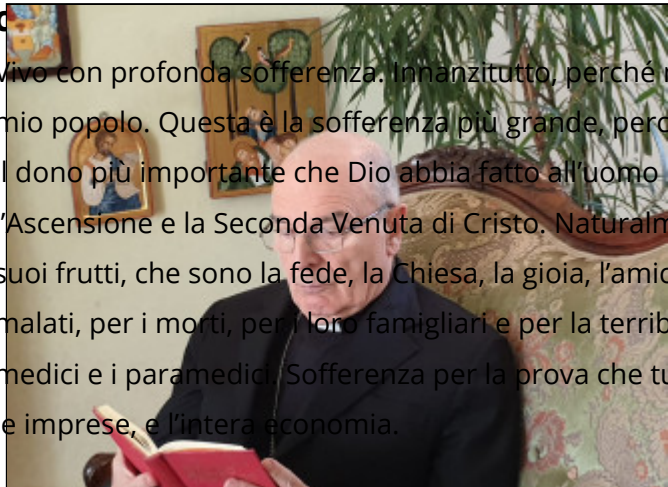 Vivo con profonda sofferenza. Innanzitutto, perché
mio popolo. Questa è la sofferenza più grande, perc
l dono più importante che Dio abbia fatto all'uomo
l'Ascensione e la Seconda Venuta di Cristo. Naturalm
suoi frutti, che sono la fede, la Chiesa, la gioia, l'amic
malati, per i morti, per i loro famigliari e per la terrib
medici e i paramedici. Sofferenza per la prova che tu
e imprese, e l'intera economia.